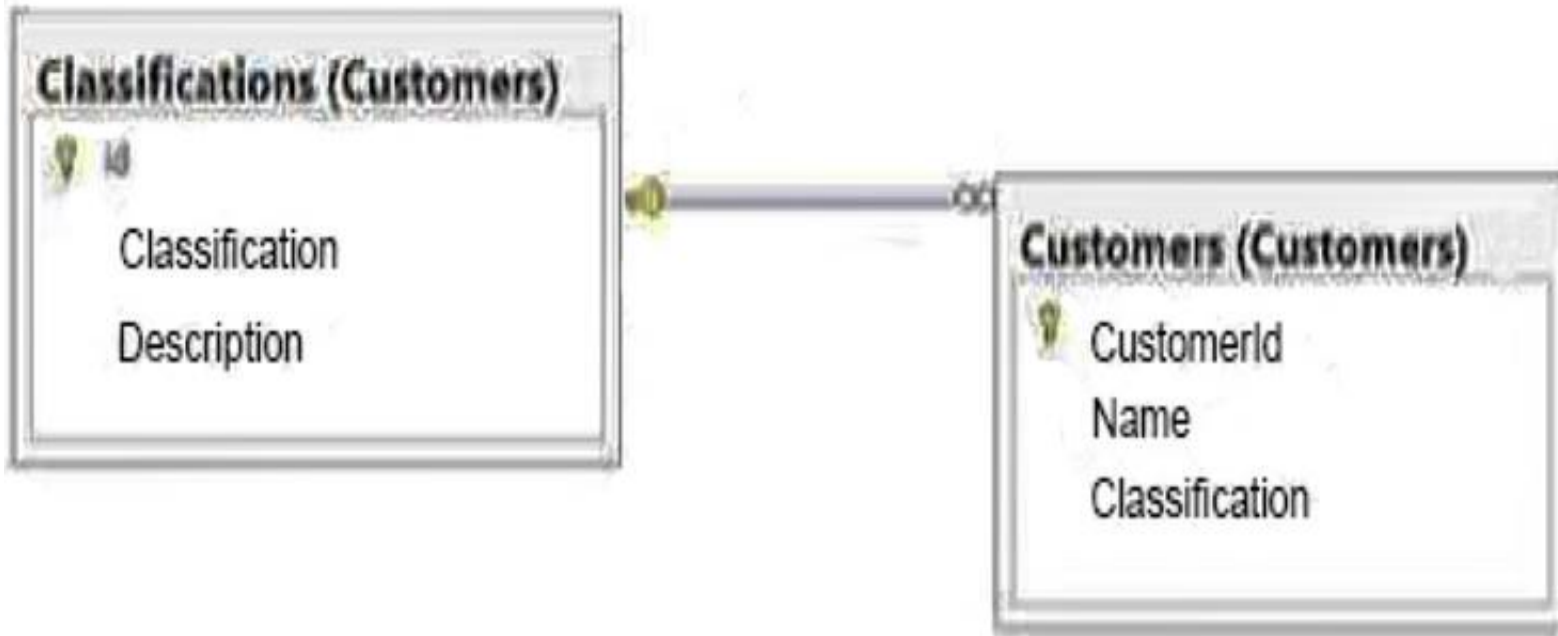 Classifications (Customers)
Id
Classification
Description
Customers (Customers)
CustomerId
Name
Classification